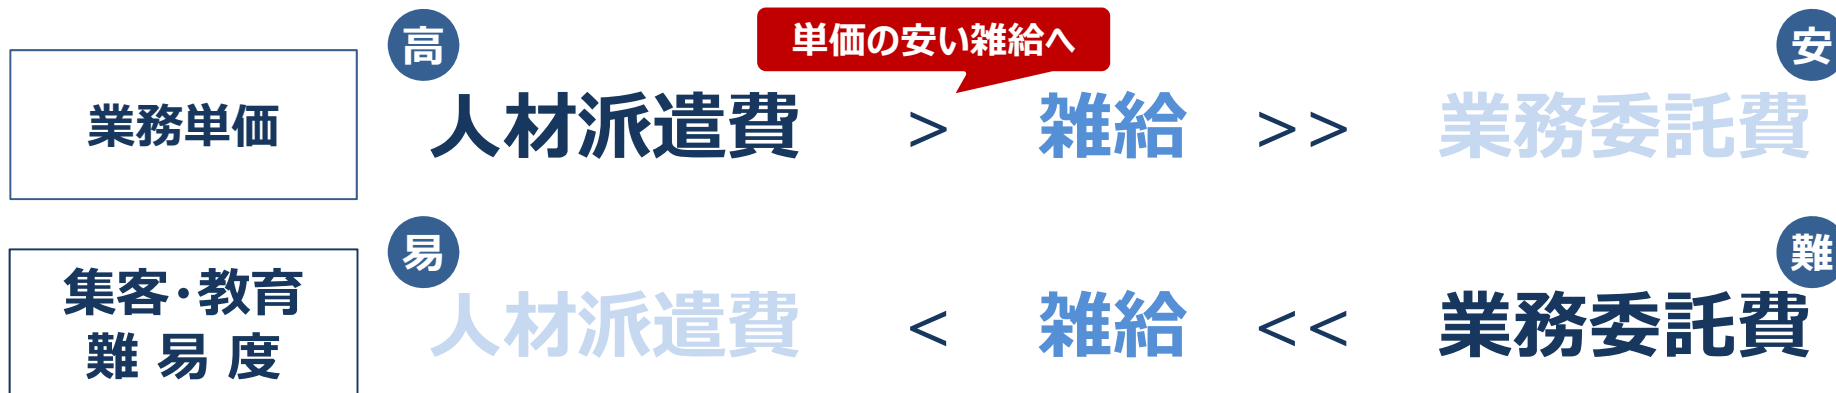 高
単価の安い雑給へ
安
業務単価
人材派遣費 > 雑給 >> 業務委託費
易
難
集客・教育
難易度
人材派遣費 < 雑給 << 業務委託費